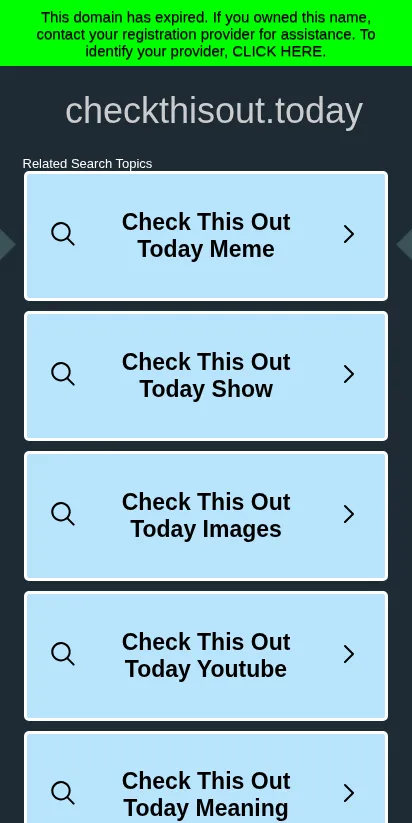 This domain has expired. If you owned this name,
contact your registration provider for assistance. To
identify your provider, CLICK HERE.
checkthisout.today
Related Search Topics
Check This Out
Today Meme
Check This Out
Today Show
Check This Out
Today Images
Check This Out
Today Youtube
Check This Out
Today Meaning